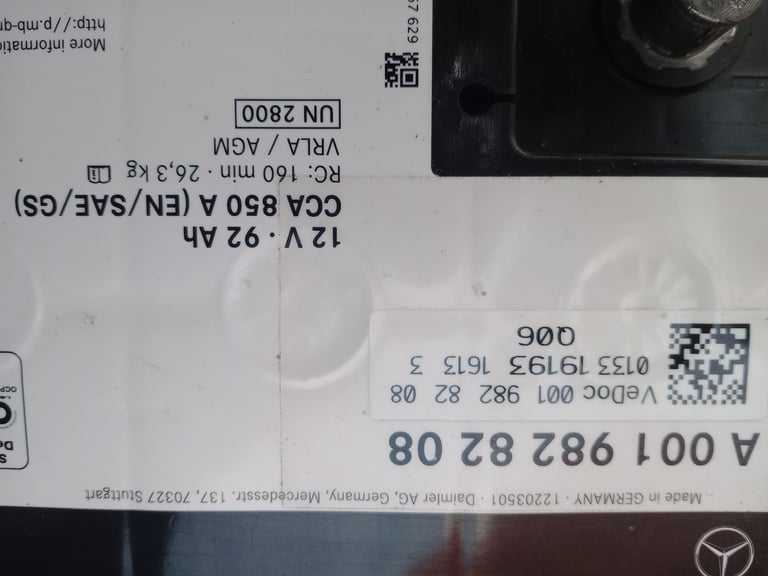 Made in GERMANY · 12203501 · Daimler AG, Germany, Mercedesstr. 137, 70327 Stuttgart
A 001 982 82 08
VeDoc 001 982 82 08
0133 19193 1613 3
Q06
12 V · 92 Ah
CCA 850 A (EN/SAE/GS)
RC: 160 min · 26,3 kg
VRLA / AGM
UN 2800
67 629
More informatio
http://p.mb-qr